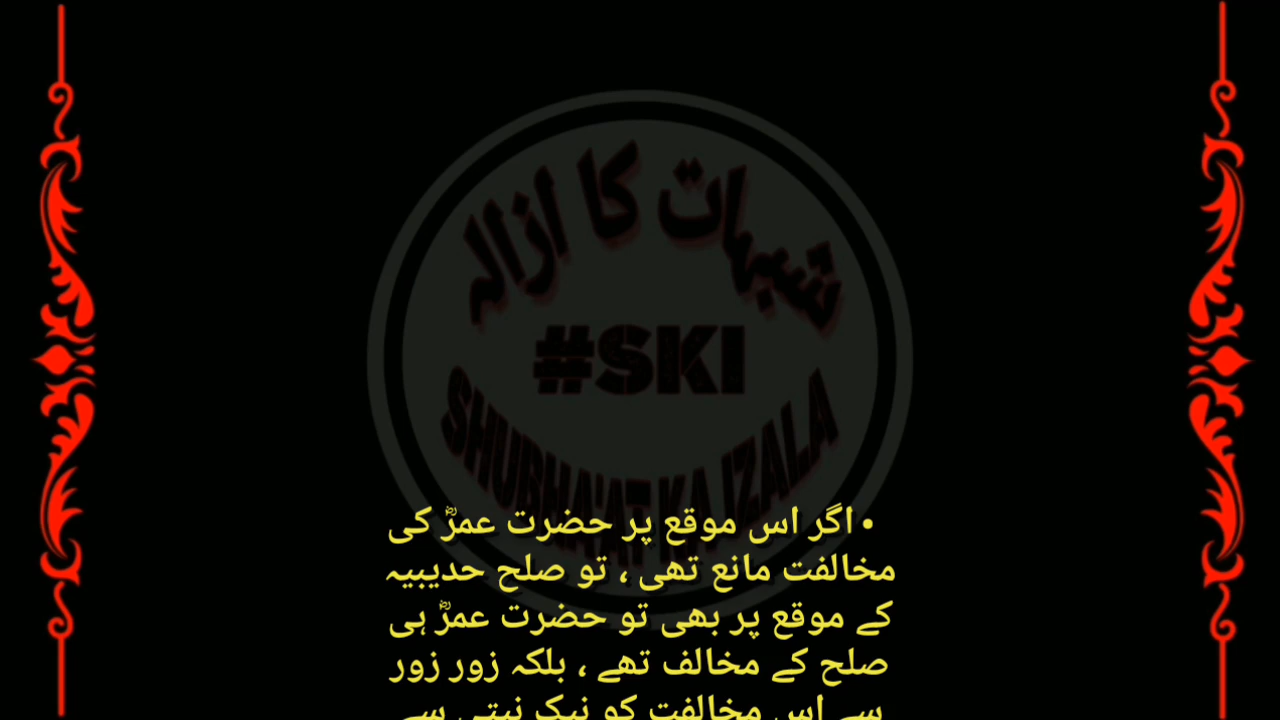 شبہات کا ازالہ
#SKI
SHUBHA'AT KA IZALA
• اگر اس موقع پر حضرت عمرؓ کی
مخالفت مانع تھی ، تو صلح حدیبیہ
کے موقع پر بھی تو حضرت عمرؓ ہی
صلح کے مخالف تھے ، بلکہ زور زور
سے اس مخالفت کو نیک نیتی سے